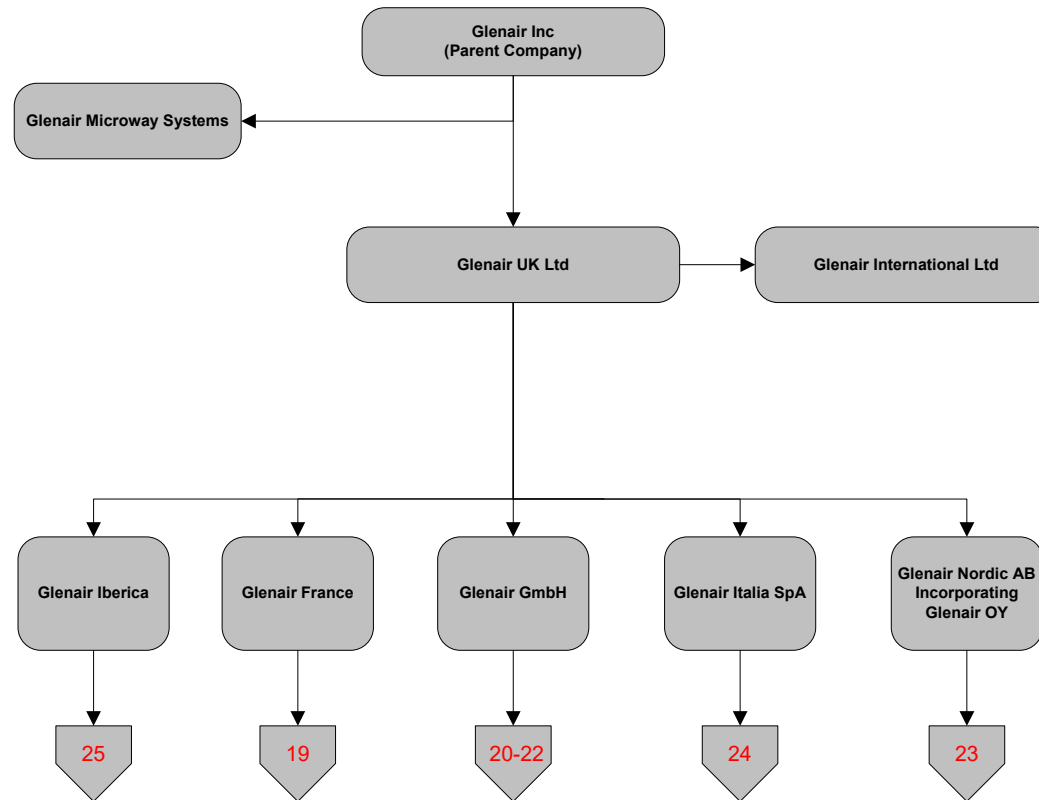 Glenair Inc
(Parent Company)
Glenair Microway Systems
Glenair UK Ltd
Glenair International Ltd
Glenair Iberica
Glenair France
Glenair GmbH
Glenair Italia SpA
Glenair Nordic AB
Incorporating
Glenair OY
25
19
20-22
24
23